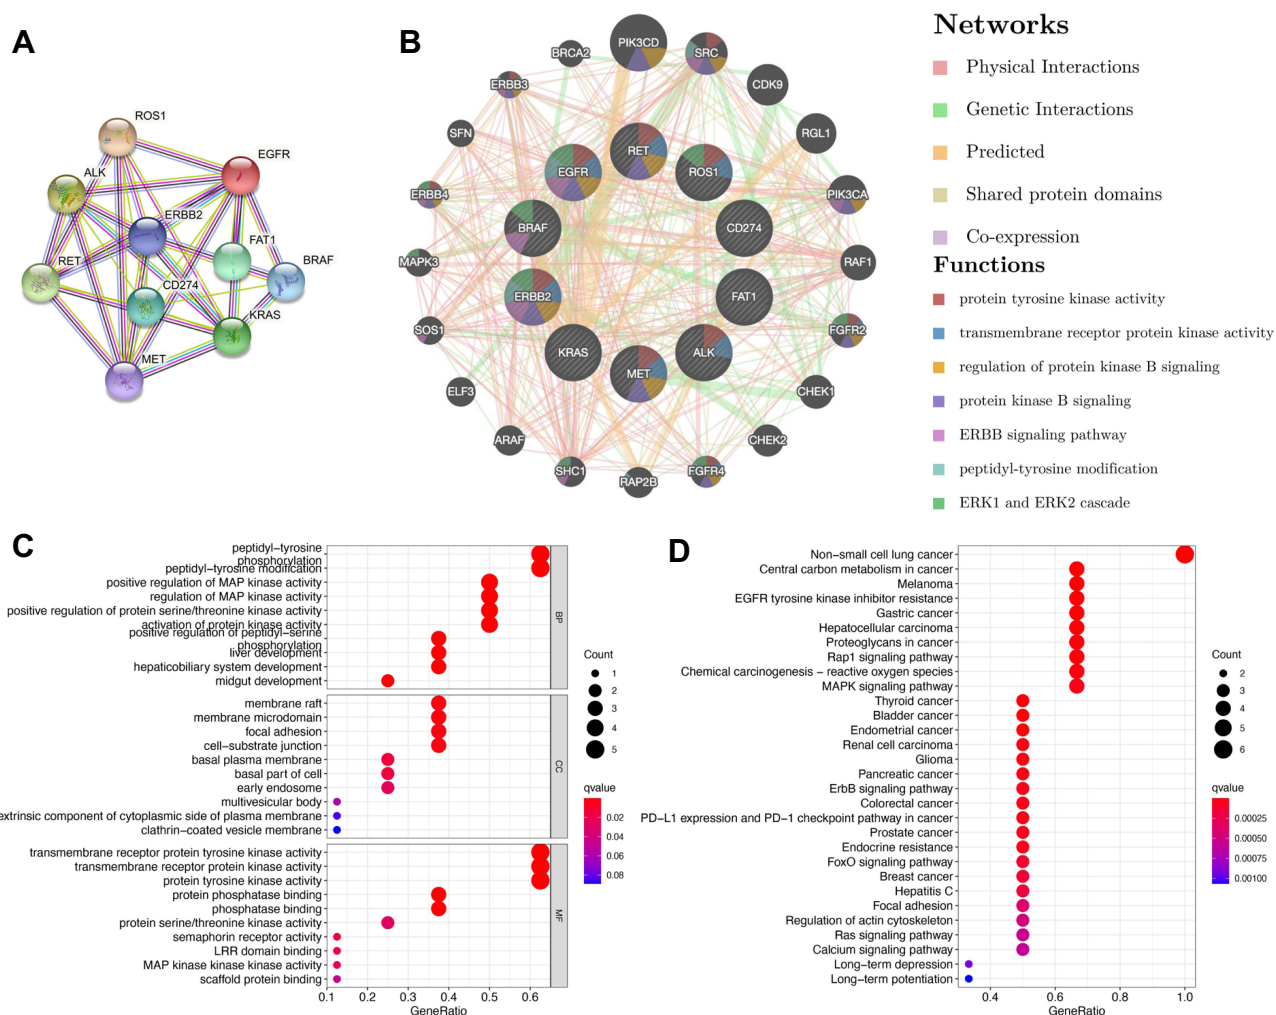 A
ROS1
EGFR
ALK
ERBB2
FAT1
BRAF
RET
CD274
KRAS
MET
B
PIK3CD
SRC
BRCA2
CDK9
ERBB3
RGL1
SFN
RET
EGFR
ROS1
ERBB4
PIK3CA
BRAF
CD274
MAPK3
RAF1
ERBB2
FAT1
SOS1
FGFR2
KRAS
ALK
MET
ELF3
CHEK1
ARAF
CHEK2
SHC1
RAP2B
FGFR4
Networks
Physical Interactions
Genetic Interactions
Predicted
Shared protein domains
Co-expression
Functions
protein tyrosine kinase activity
transmembrane receptor protein kinase activity
regulation of protein kinase B signaling
protein kinase B signaling
ERBB signaling pathway
peptidyl-tyrosine modification
ERK1 and ERK2 cascade
C
peptidyl−tyrosine
phosphorylation
peptidyl−tyrosine modification
positive regulation of MAP kinase activity
regulation of MAP kinase activity
positive regulation of protein serine/threonine kinase activity
activation of protein kinase activity
positive regulation of peptidyl−serine
phosphorylation
liver development
hepaticobiliary system development
midgut development
BP
membrane raft
membrane microdomain
focal adhesion
cell−substrate junction
basal plasma membrane
basal part of cell
early endosome
multivesicular body
extrinsic component of cytoplasmic side of plasma membrane
clathrin−coated vesicle membrane
CC
transmembrane receptor protein tyrosine kinase activity
transmembrane receptor protein kinase activity
protein tyrosine kinase activity
protein phosphatase binding
phosphatase binding
protein serine/threonine kinase activity
semaphorin receptor activity
LRR domain binding
MAP kinase kinase kinase activity
scaffold protein binding
MF
0.1 0.2 0.3 0.4 0.5 0.6
GeneRatio
Count
1
2
3
4
5
qvalue
0.02
0.04
0.06
0.08
D
Non−small cell lung cancer
Central carbon metabolism in cancer
Melanoma
EGFR tyrosine kinase inhibitor resistance
Gastric cancer
Hepatocellular carcinoma
Proteoglycans in cancer
Rap1 signaling pathway
Chemical carcinogenesis − reactive oxygen species
MAPK signaling pathway
Thyroid cancer
Bladder cancer
Endometrial cancer
Renal cell carcinoma
Glioma
Pancreatic cancer
ErbB signaling pathway
Colorectal cancer
PD−L1 expression and PD−1 checkpoint pathway in cancer
Prostate cancer
Endocrine resistance
FoxO signaling pathway
Breast cancer
Hepatitis C
Focal adhesion
Regulation of actin cytoskeleton
Ras signaling pathway
Calcium signaling pathway
Long−term depression
Long−term potentiation
0.4 0.6 0.8 1.0
GeneRatio
Count
2
3
4
5
6
qvalue
0.00025
0.00050
0.00075
0.00100